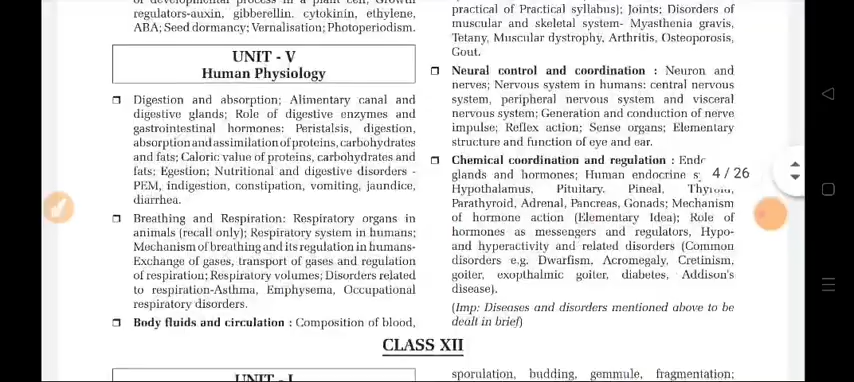 of developmental process in a plant cell, Growth
regulators-auxin, gibberellin, cytokinin, ethylene,
ABA; Seed dormancy; Vernalisation; Photoperiodism.
UNIT - V
Human Physiology
❒ Digestion and absorption; Alimentary canal and
digestive glands; Role of digestive enzymes and
gastrointestinal hormones: Peristalsis, digestion,
absorption and assimilation of proteins, carbohydrates
and fats; Caloric value of proteins, carbohydrates and
fats; Egestion; Nutritional and digestive disorders -
PEM, indigestion, constipation, vomiting, jaundice,
diarrhea.
❒ Breathing and Respiration: Respiratory organs in
animals (recall only); Respiratory system in humans;
Mechanism of breathing and its regulation in humans-
Exchange of gases, transport of gases and regulation
of respiration; Respiratory volumes; Disorders related
to respiration-Asthma, Emphysema, Occupational
respiratory disorders.
❒ Body fluids and circulation : Composition of blood,
practical of Practical syllabus); Joints; Disorders of
muscular and skeletal system- Myasthenia gravis,
Tetany, Muscular dystrophy, Arthritis, Osteoporosis,
Gout.
❒ Neural control and coordination : Neuron and
nerves; Nervous system in humans: central nervous
system, peripheral nervous system and visceral
nervous system; Generation and conduction of nerve
impulse; Reflex action; Sense organs; Elementary
structure and function of eye and ear.
❒ Chemical coordination and regulation :
glands and hormones; Human endocrine
Hypothalamus, Pituitary, Pineal, Thyroid,
Parathyroid, Adrenal, Pancreas, Gonads; Mechanism
of hormone action (Elementary Idea); Role of
hormones as messengers and regulators, Hypo-
and hyperactivity and related disorders (Common
disorders e.g. Dwarfism, Acromegaly, Cretinism,
goiter, exopthalmic goiter, diabetes, Addison's
disease).
(Imp: Diseases and disorders mentioned above to be
dealt in brief)
4 / 26
CLASS XII
UNIT - I
sporulation, budding, gemmule, fragmentation;